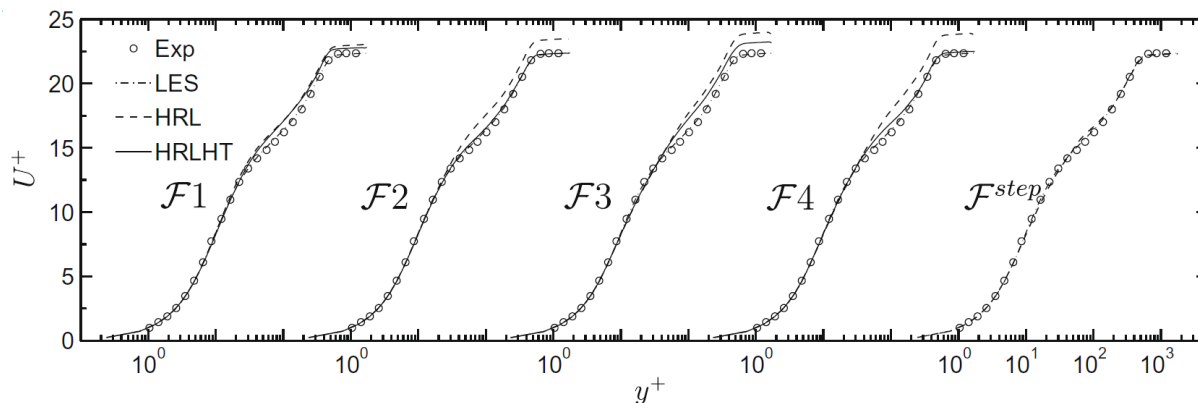 25
20
15
10
5
0
U⁺
Exp
LES
HRL
HRLHT
ℱ1
ℱ2
ℱ3
ℱ4
ℱ^step
10⁰ 10⁰ 10⁰ 10⁰ 10⁰ 10¹ 10² 10³
y⁺